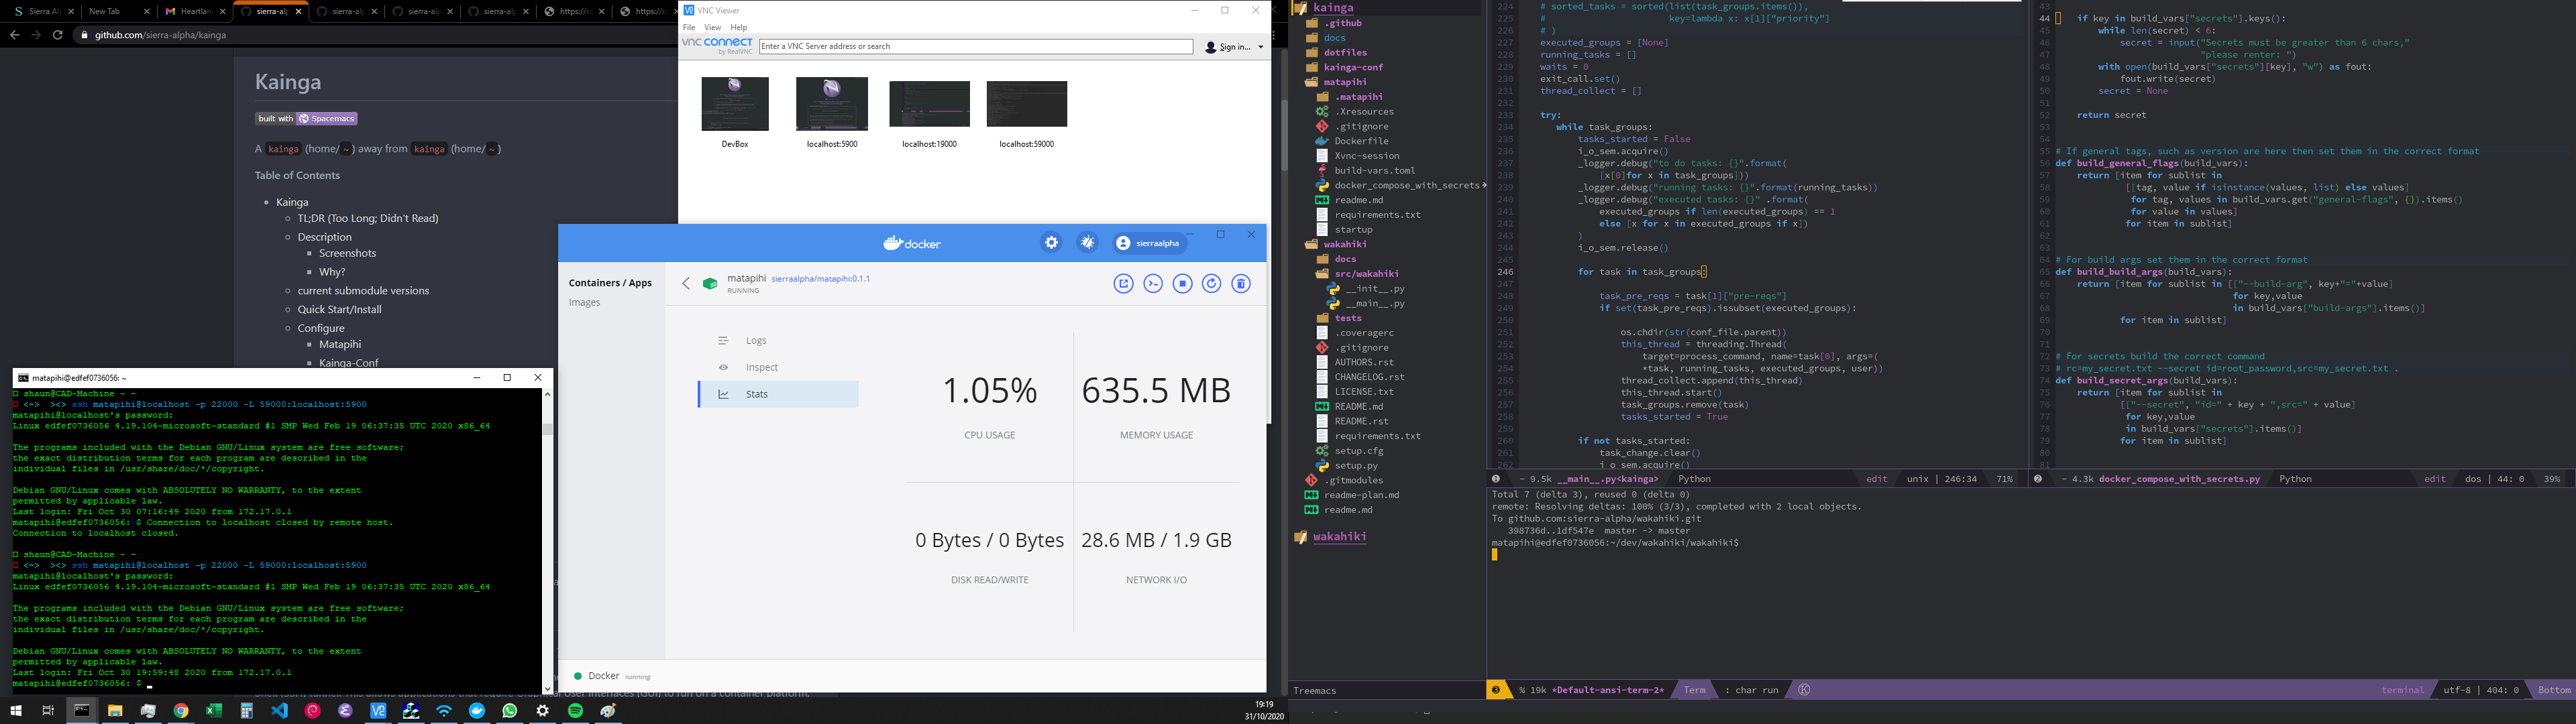 Sierra Al
New Tab
Heartlan
sierra-alp
sierra-alp
sierra-alp
sierra-alp
https://r
https://r
github.com/sierra-alpha/kainga
Kainga
built with Spacemacs
A kainga (home/~) away from kainga (home/~)
Table of Contents
Kainga
TL;DR (Too Long; Didn't Read)
Description
Screenshots
Why?
current submodule versions
Quick Start/Install
Configure
Matapihi
Kainga-Conf
VNC Viewer
File View Help
VNC CONNECT
by RealVNC
Enter a VNC Server address or search
Sign in...
DevBox
localhost:5900
localhost:19000
localhost:59000
docker
sierraalpha
Containers / Apps
Images
matapihi sierraalpha/matapihi:0.1.1
RUNNING
Logs
Inspect
Stats
1.05%
CPU USAGE
635.5 MB
MEMORY USAGE
0 Bytes / 0 Bytes
DISK READ/WRITE
28.6 MB / 1.9 GB
NETWORK I/O
Docker running
matapihi@edfef0736056: ~
shaun@CAD-Machine - ~
<~> ><> ssh matapihi@localhost -p 22000 -L 59000:localhost:5900
matapihi@localhost's password:
Linux edfef0736056 4.19.104-microsoft-standard #1 SMP Wed Feb 19 06:37:35 UTC 2020 x86_64
The programs included with the Debian GNU/Linux system are free software;
the exact distribution terms for each program are described in the
individual files in /usr/share/doc/*/copyright.
Debian GNU/Linux comes with ABSOLUTELY NO WARRANTY, to the extent
permitted by applicable law.
Last login: Fri Oct 30 07:16:49 2020 from 172.17.0.1
matapihi@edfef0736056:~$ Connection to localhost closed by remote host.
Connection to localhost closed.
shaun@CAD-Machine - ~
<~> ><> ssh matapihi@localhost -p 22000 -L 59000:localhost:5900
matapihi@localhost's password:
Linux edfef0736056 4.19.104-microsoft-standard #1 SMP Wed Feb 19 06:37:35 UTC 2020 x86_64
The programs included with the Debian GNU/Linux system are free software;
the exact distribution terms for each program are described in the
individual files in /usr/share/doc/*/copyright.
Debian GNU/Linux comes with ABSOLUTELY NO WARRANTY, to the extent
permitted by applicable law.
Last login: Fri Oct 30 19:59:48 2020 from 172.17.0.1
matapihi@edfef0736056:~$
19:19
31/10/2020
kainga
.github
docs
dotfiles
kainga-conf
matapihi
.matapihi
.Xresources
.gitignore
Dockerfile
Xvnc-session
build-vars.toml
docker_compose_with_secrets
readme.md
requirements.txt
startup
wakahiki
docs
src/wakahiki
__init__.py
__main__.py
tests
.coveragerc
.gitignore
AUTHORS.rst
CHANGELOG.rst
LICENSE.txt
README.md
README.rst
requirements.txt
setup.cfg
setup.py
.gitmodules
readme-plan.md
readme.md
wakahiki
Treemacs
224 # sorted_tasks = sorted(list(task_groups.items()),
225 # key=lambda x: x[1]["priority"]
226 # )
227 executed_groups = [None]
228 running_tasks = []
229 waits = 0
230 exit_call.set()
231 thread_collect = []
232
233 try:
234 while task_groups:
235 tasks_started = False
236 i_o_sem.acquire()
237 _logger.debug("to do tasks: {}".format(
238 [x[0]for x in task_groups]))
239 _logger.debug("running tasks: {}".format(running_tasks))
240 _logger.debug("executed tasks: {}" .format(
241 executed_groups if len(executed_groups) == 1
242 else [x for x in executed_groups if x])
243 )
244 i_o_sem.release()
245
246 for task in task_groups:
247
248 task_pre_reqs = task[1]["pre-reqs"]
249 if set(task_pre_reqs).issubset(executed_groups):
250
251 os.chdir(str(conf_file.parent))
252 this_thread = threading.Thread(
253 target=process_command, name=task[0], args=(
254 *task, running_tasks, executed_groups, user))
255 thread_collect.append(this_thread)
256 this_thread.start()
257 task_groups.remove(task)
258 tasks_started = True
259
260 if not tasks_started:
261 task_change.clear()
262 i_o_sem.acquire()
- 9.5k __main__.py<kainga> Python edit unix | 246:34 71%
43
44 if key in build_vars["secrets"].keys():
45 while len(secret) < 6:
46 secret = input("Secrets must be greater than 6 chars,"
47 "please renter: ")
48 with open(build_vars["secrets"][key], "w") as fout:
49 fout.write(secret)
50 secret = None
51
52 return secret
53
54
55 # If general tags, such as version are here then set them in the correct format
56 def build_general_flags(build_vars):
57 return [item for sublist in
58 [[tag, value if isinstance(values, list) else values]
59 for tag, values in build_vars.get("general-flags", {}).items()
60 for value in values]
61 for item in sublist]
62
63
64 # For build args set them in the correct format
65 def build_build_args(build_vars):
66 return [item for sublist in [["--build-arg", key+"="+value]
67 for key,value
68 in build_vars["build-args"].items()]
69 for item in sublist]
70
71
72 # For secrets build the correct command
73 # rc=my_secret.txt --secret id=root_password,src=my_secret.txt .
74 def build_secret_args(build_vars):
75 return [item for sublist in
76 [["--secret", "id=" + key + ",src=" + value]
77 for key,value
78 in build_vars["secrets"].items()]
79 for item in sublist]
80
81
- 4.3k docker_compose_with_secrets.py Python edit dos | 44: 0 39%
Total 7 (delta 3), reused 0 (delta 0)
remote: Resolving deltas: 100% (3/3), completed with 2 local objects.
To github.com:sierra-alpha/wakahiki.git
398736d..1df547e master -> master
matapihi@edfef0736056:~/dev/wakahiki/wakahiki$
% 19k *Default-ansi-term-2* Term : char run terminal utf-8 | 404: 0 Bottom